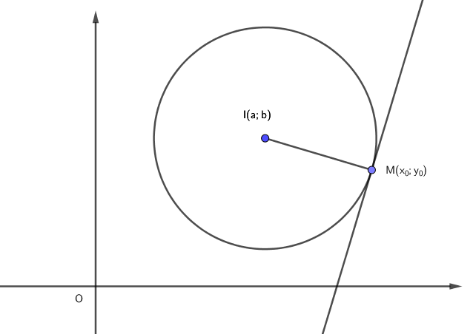 I(a; b)
M(x₀; y₀)
O